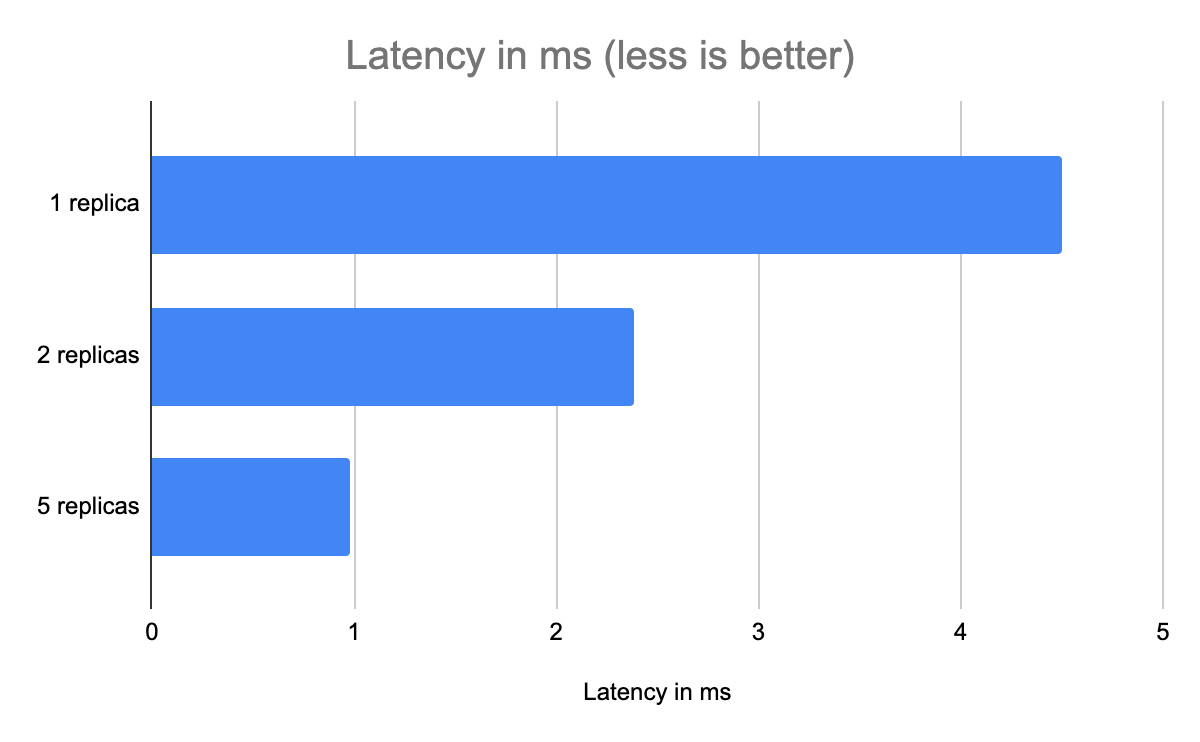 Latency in ms (less is better)
1 replica
2 replicas
5 replicas
0 1 2 3 4 5
Latency in ms